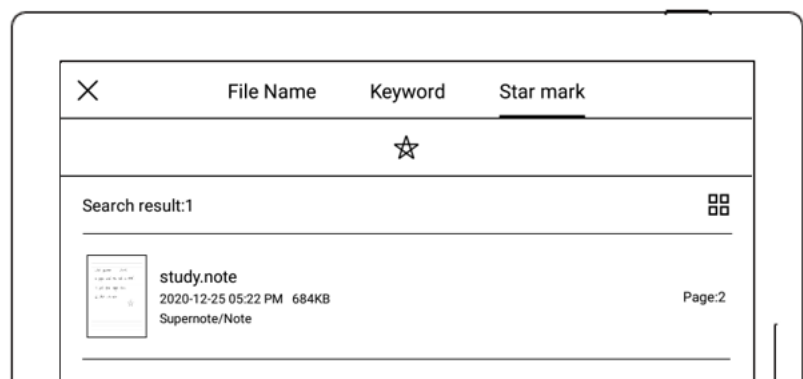 File Name Keyword Star mark
Search result:1
study.note
2020-12-25 05:22 PM 684KB
Page:2
Supernote/Note